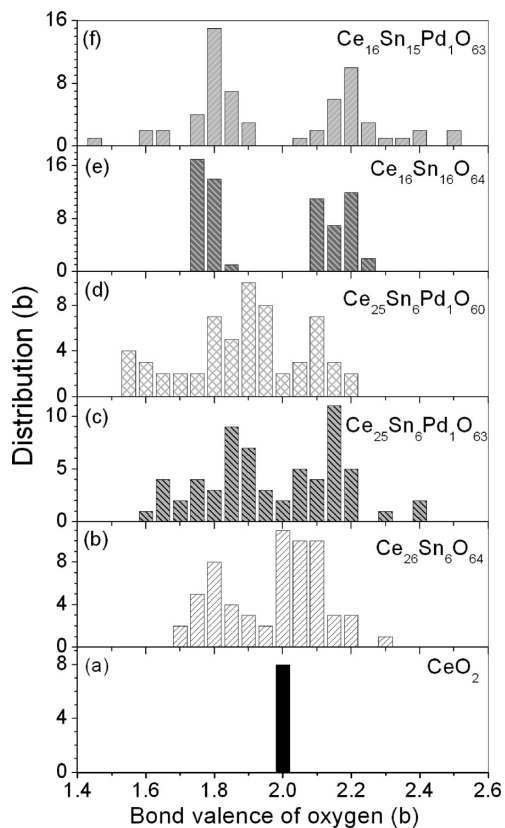 16
(f)
Ce16Sn15Pd1O63
8
0
16
(e)
Ce16Sn16O64
8
0
(d)
Ce25Sn6Pd1O60
8
4
0
10
(c)
Ce25Sn6Pd1O63
5
0
(b)
Ce26Sn6O64
8
4
0
8
(a)
CeO2
4
0
1.4 1.6 1.8 2.0 2.2 2.4 2.6
Bond valence of oxygen (b)
Distribution (b)